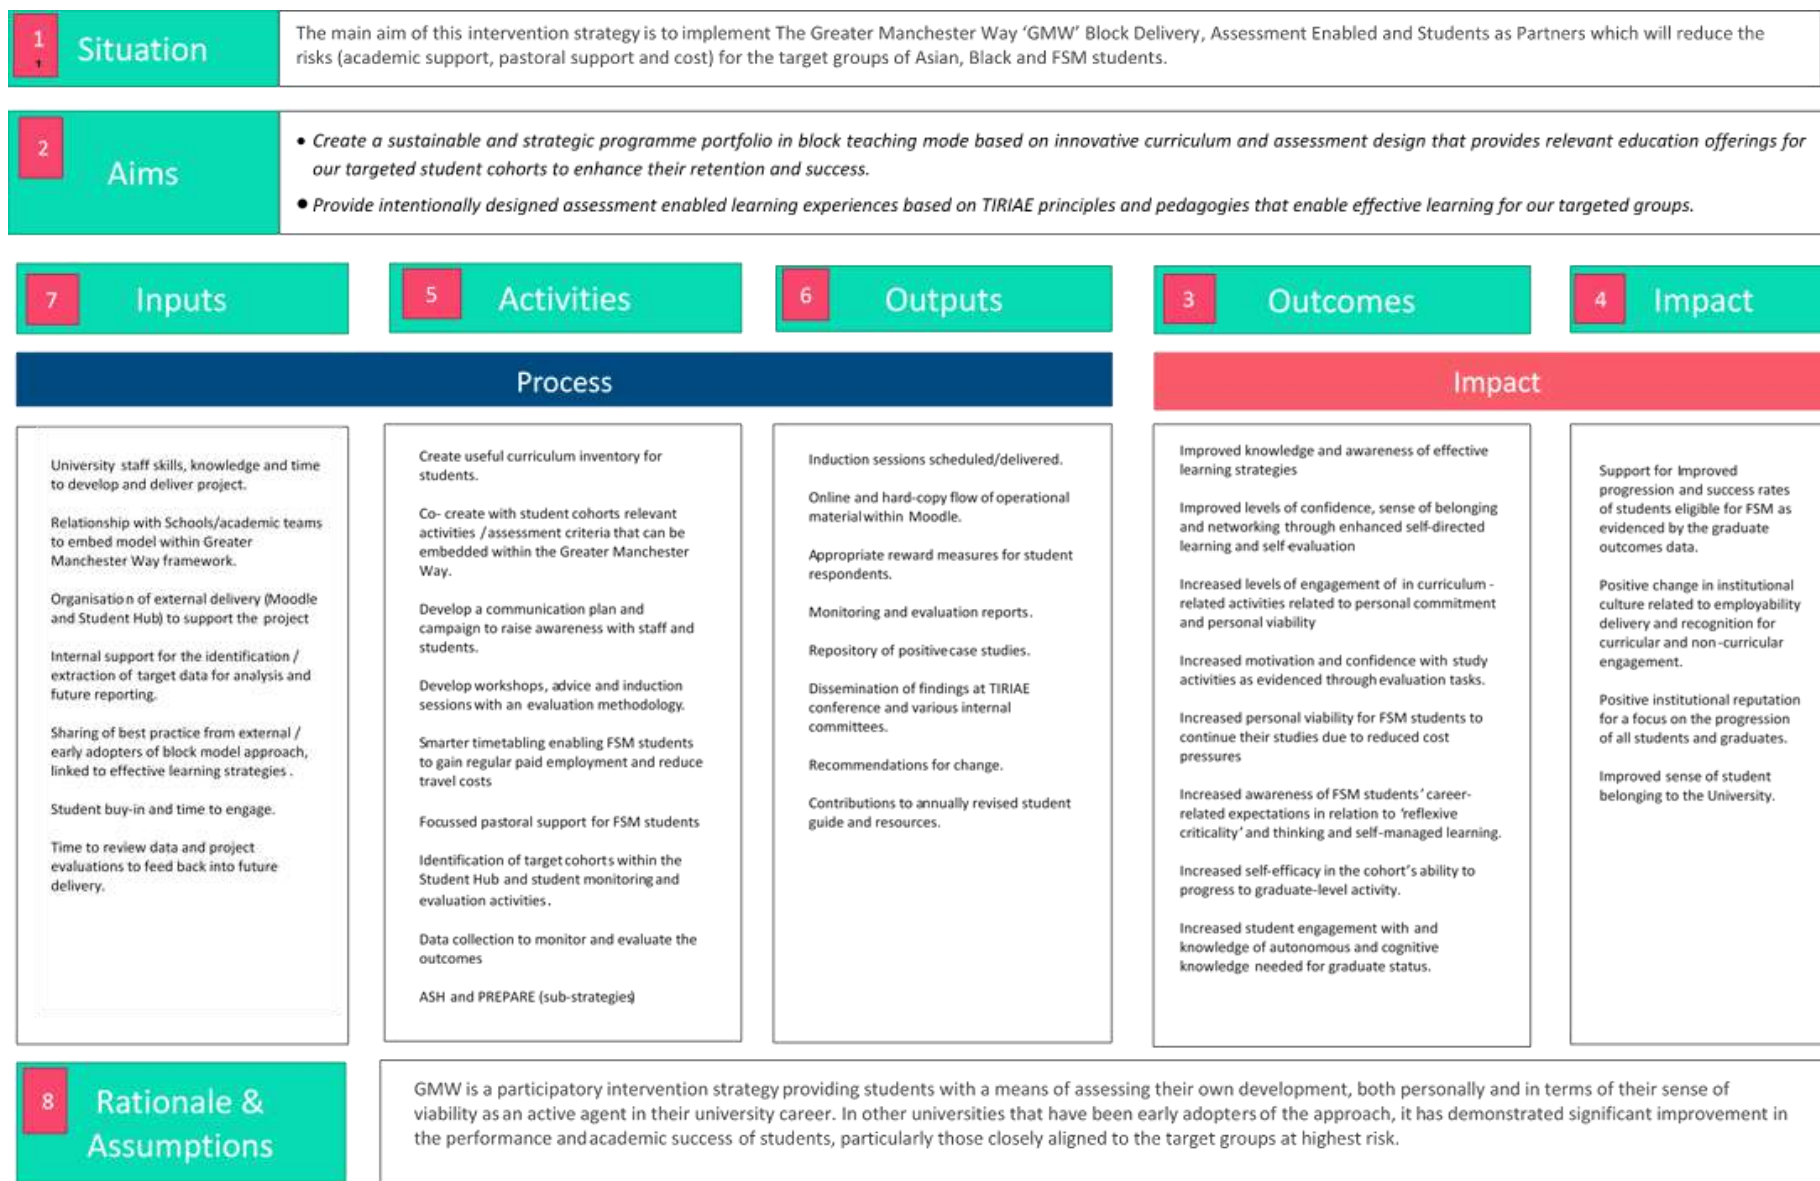 1
1
Situation
The main aim of this intervention strategy is to implement The Greater Manchester Way ‘GMW’ Block Delivery, Assessment Enabled and Students as Partners which will reduce the
risks (academic support, pastoral support and cost) for the target groups of Asian, Black and FSM students.
2
Aims
• Create a sustainable and strategic programme portfolio in block teaching mode based on innovative curriculum and assessment design that provides relevant education offerings for
our targeted student cohorts to enhance their retention and success.
• Provide intentionally designed assessment enabled learning experiences based on TIRIAE principles and pedagogies that enable effective learning for our targeted groups.
7
Inputs
5
Activities
6
Outputs
3
Outcomes
4
Impact
Process
Impact
University staff skills, knowledge and time
to develop and deliver project.
Relationship with Schools/academic teams
to embed model within Greater
Manchester Way framework.
Organisation of external delivery (Moodle
and Student Hub) to support the project
Internal support for the identification /
extraction of target data for analysis and
future reporting.
Sharing of best practice from external /
early adopters of block model approach,
linked to effective learning strategies .
Student buy-in and time to engage.
Time to review data and project
evaluations to feed back into future
delivery.
Create useful curriculum inventory for
students.
Co- create with student cohorts relevant
activities /assessment criteria that can be
embedded within the Greater Manchester
Way.
Develop a communication plan and
campaign to raise awareness with staff and
students.
Develop workshops, advice and induction
sessions with an evaluation methodology.
Smarter timetabling enabling FSM students
to gain regular paid employment and reduce
travel costs
Focussed pastoral support for FSM students
Identification of target cohorts within the
Student Hub and student monitoring and
evaluation activities.
Data collection to monitor and evaluate the
outcomes
ASH and PREPARE (sub-strategies)
Induction sessions scheduled/delivered.
Online and hard-copy flow of operational
material within Moodle.
Appropriate reward measures for student
respondents.
Monitoring and evaluation reports.
Repository of positive case studies.
Dissemination of findings at TIRIAE
conference and various internal
committees.
Recommendations for change.
Contributions to annually revised student
guide and resources.
Improved knowledge and awareness of effective
learning strategies
Improved levels of confidence, sense of belonging
and networking through enhanced self-directed
learning and self-evaluation
Increased levels of engagement of in curriculum -
related activities related to personal commitment
and personal viability
Increased motivation and confidence with study
activities as evidenced through evaluation tasks.
Increased personal viability for FSM students to
continue their studies due to reduced cost
pressures
Increased awareness of FSM students’ career-
related expectations in relation to ‘reflexive
criticality’ and thinking and self-managed learning.
Increased self-efficacy in the cohort’s ability to
progress to graduate-level activity.
Increased student engagement with and
knowledge of autonomous and cognitive
knowledge needed for graduate status.
Support for Improved
progression and success rates
of students eligible for FSM as
evidenced by the graduate
outcomes data.
Positive change in institutional
culture related to employability
delivery and recognition for
curricular and non-curricular
engagement.
Positive institutional reputation
for a focus on the progression
of all students and graduates.
Improved sense of student
belonging to the University.
8
Rationale &
Assumptions
GMW is a participatory intervention strategy providing students with a means of assessing their own development, both personally and in terms of their sense of
viability as an active agent in their university career. In other universities that have been early adopters of the approach, it has demonstrated significant improvement in
the performance and academic success of students, particularly those closely aligned to the target groups at highest risk.